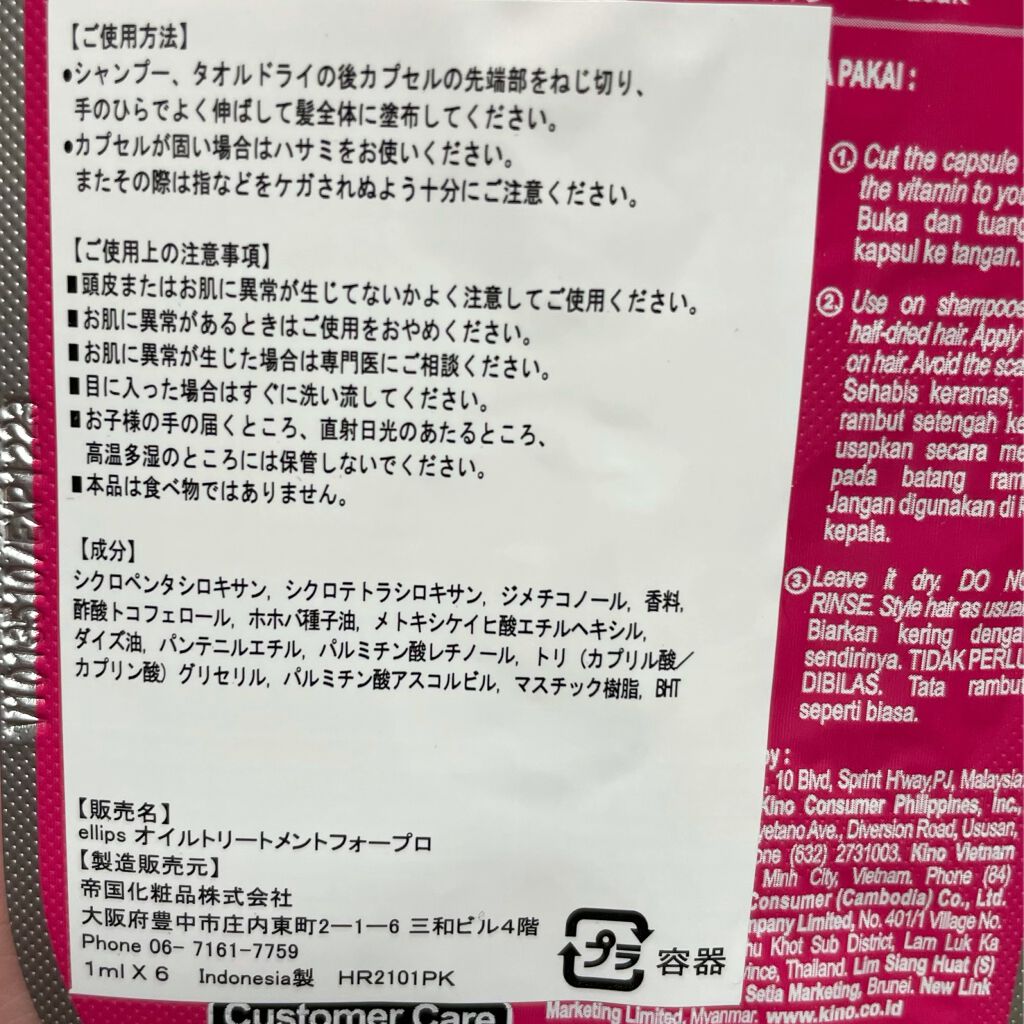 【ご使用方法】
●シャンプー、タオルドライの後カプセルの先端部をねじ切り、
手のひらでよく伸ばして髪全体に塗布してください。
●カプセルが固い場合はハサミをお使いください。
またその際は指などをケガされぬよう十分にご注意ください。
【ご使用上の注意事項】
■頭皮またはお肌に異常が生じてないかよく注意してご使用ください。
■お肌に異常があるときはご使用をおやめください。
■お肌に異常が生じた場合は専門医にご相談ください。
■目に入った場合はすぐに洗い流してください。
■お子様の手の届くところ、直射日光のあたるところ、
高温多湿のところには保管しないでください。
■本品は食べ物ではありません。
【成分】
シクロペンタシロキサン, シクロテトラシロキサン, ジメチコノール, 香料,
酢酸トコフェロール, ホホバ種子油, メトキシケイヒ酸エチルヘキシル,
ダイズ油, パンテニルエチル, パルミチン酸レチノール, トリ（カプリル酸／
カプリン酸）グリセリル, パルミチン酸アスコルビル, マスチック樹脂, BHT
【販売名】
ellips オイルトリートメントフォープロ
【製造販売元】
帝国化粧品株式会社
大阪府豊中市庄内東町2－1－6 三和ビル4階
Phone 06- 7161-7759
1ml X 6 Indonesia製 HR2101PK
プラ 容器
PAKAI :
1. Cut the capsule
the vitamin to
Buka dan tuang
kapsul ke tangan.
2. Use on
half-dried hair. Apply
on hair. Avoid the
Sehabis keramas,
rambut setengah
usapkan secara
pada batang
Jangan digunakan di
kepala.
3. Leave it dry. DO
RINSE. Style hair as
Biarkan kering
sendirinya. TIDAK
DIBILAS. Tata
seperti biasa.
by :
10 Blvd, Sprint H'way,PJ, Malaysia
Kino Consumer Philippines, Inc.,
Ave., Diversion Road, Ususan,
(632) 2731003. Kino Vietnam
Minh City, Vietnam. Phone (84)
Consumer (Cambodia) Co., Ltd.
Limited, No. 401/1 Village No.
Khot Sub District, Lam Luk Ka
Thailand. Lim Siang Huat (S)
Setia Marketing, Brunei. New Link
Marketing Limited, Myanmar. www.kino.co.id
Customer Care